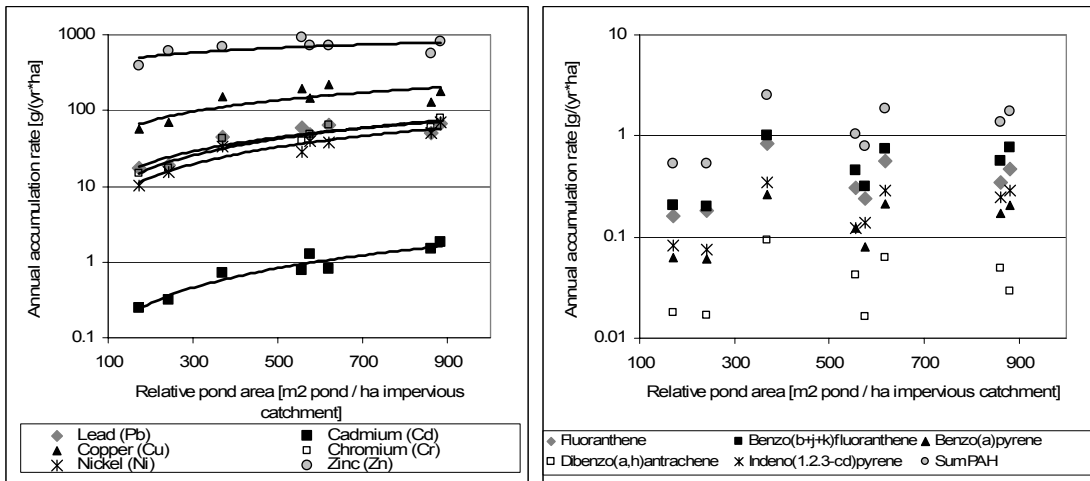 Annual accumulation rate [g/(yr*ha]
1000
100
10
1
0.1
100 300 500 700 900
Relative pond area [m2 pond / ha impervious
catchment]
Lead (Pb) Cadmium (Cd)
Copper (Cu) Chromium (Cr)
Nickel (Ni) Zinc (Zn)
Annual accumulation rate [g/(yr*ha]
10
1
0.1
0.01
100 300 500 700 900
Relative pond area [m2 pond / ha impervious
catchment]
Fluoranthene Benzo(b+j+k)fluoranthene Benzo(a)pyrene
Dibenzo(a,h)antrachene Indeno(1.2.3-cd)pyrene SumPAH